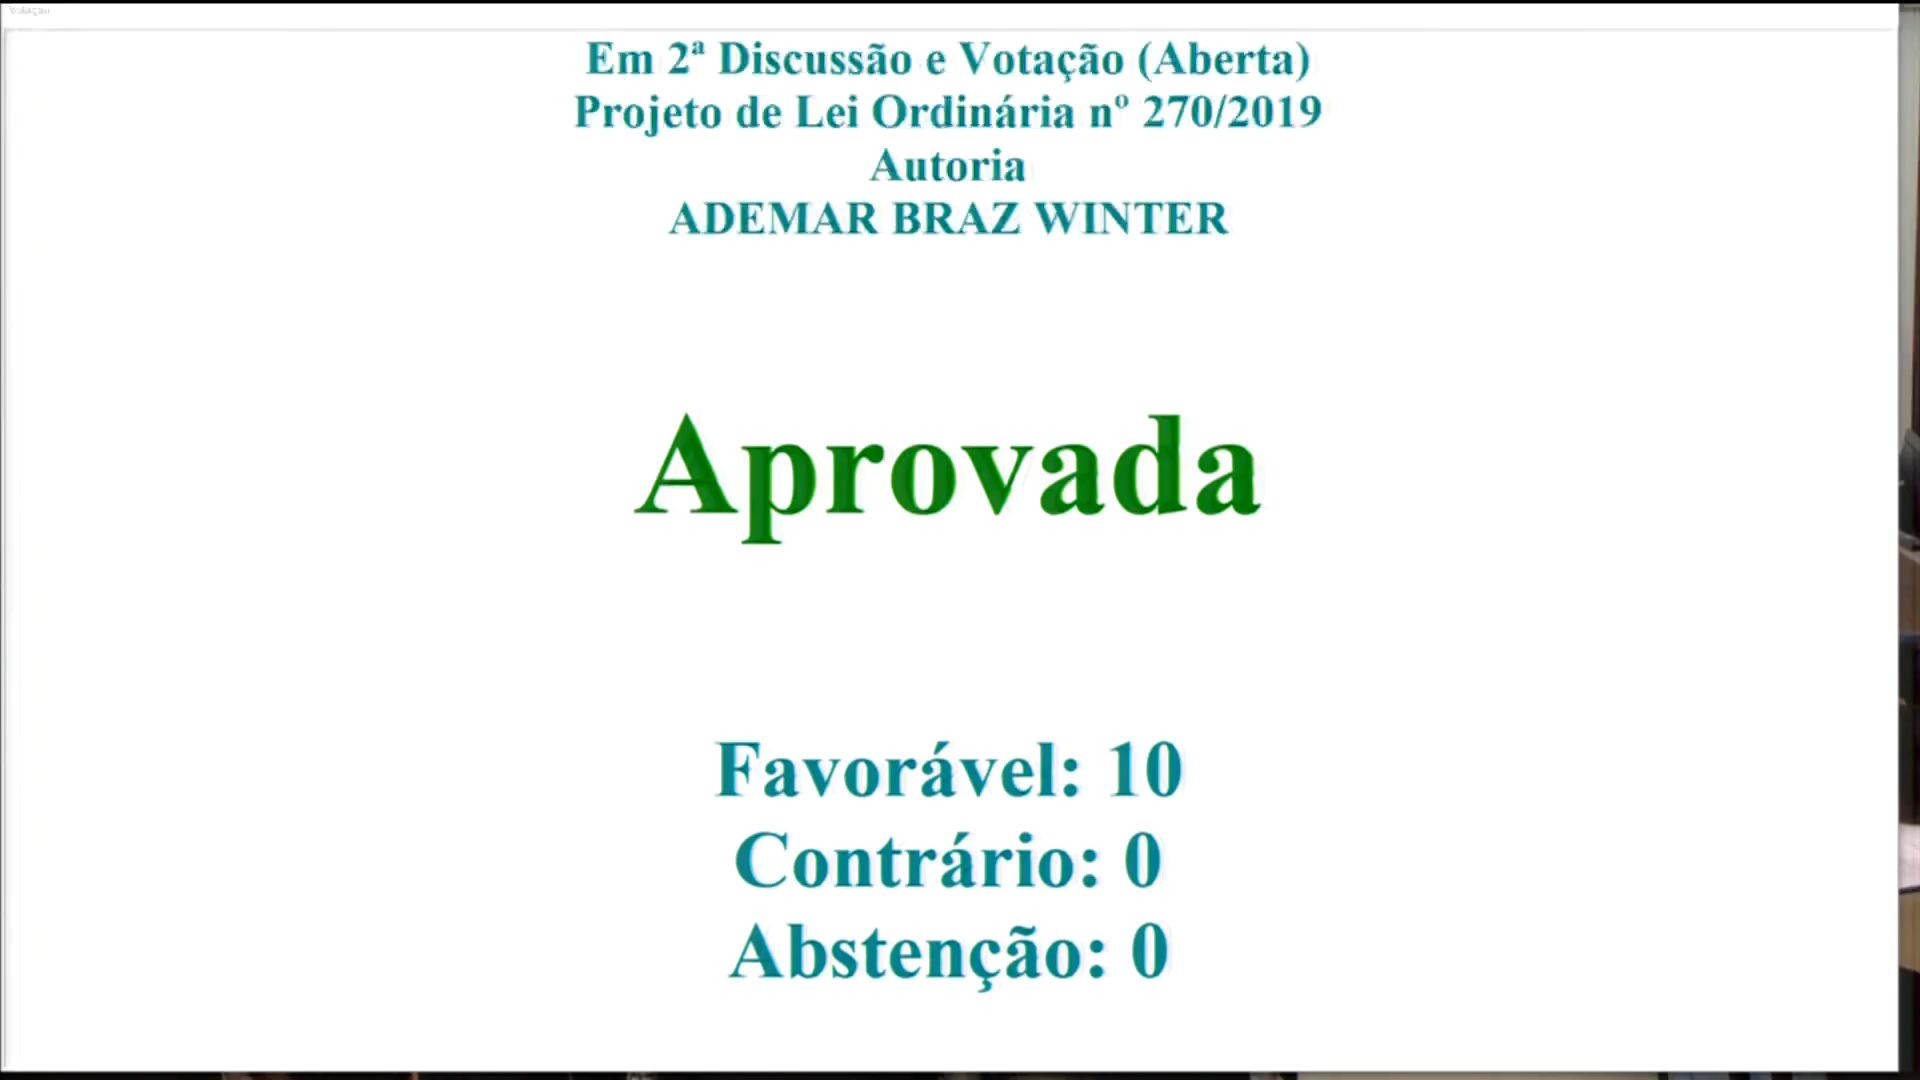 Votação
Em 2ª Discussão e Votação (Aberta)
Projeto de Lei Ordinária nº 270/2019
Autoria
ADEMAR BRAZ WINTER
Aprovada
Favorável: 10
Contrário: 0
Abstenção: 0